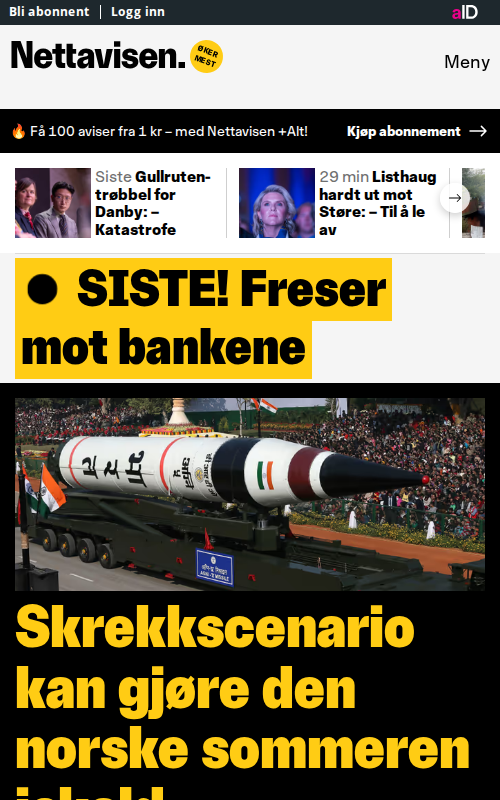 Bli abonnent
Logg inn
aID
Nettavisen.
ØKER
MEST
Meny
🔥 Få 100 aviser fra 1 kr – med Nettavisen +Alt!
Kjøp abonnement →
Siste Gullruten-
trøbbel for
Danby: –
Katastrofe
29 min Listhaug
hardt ut mot
Støre: – Til å le
av
SISTE! Freser
mot bankene
Skrekkscenario
kan gjøre den
norske sommeren